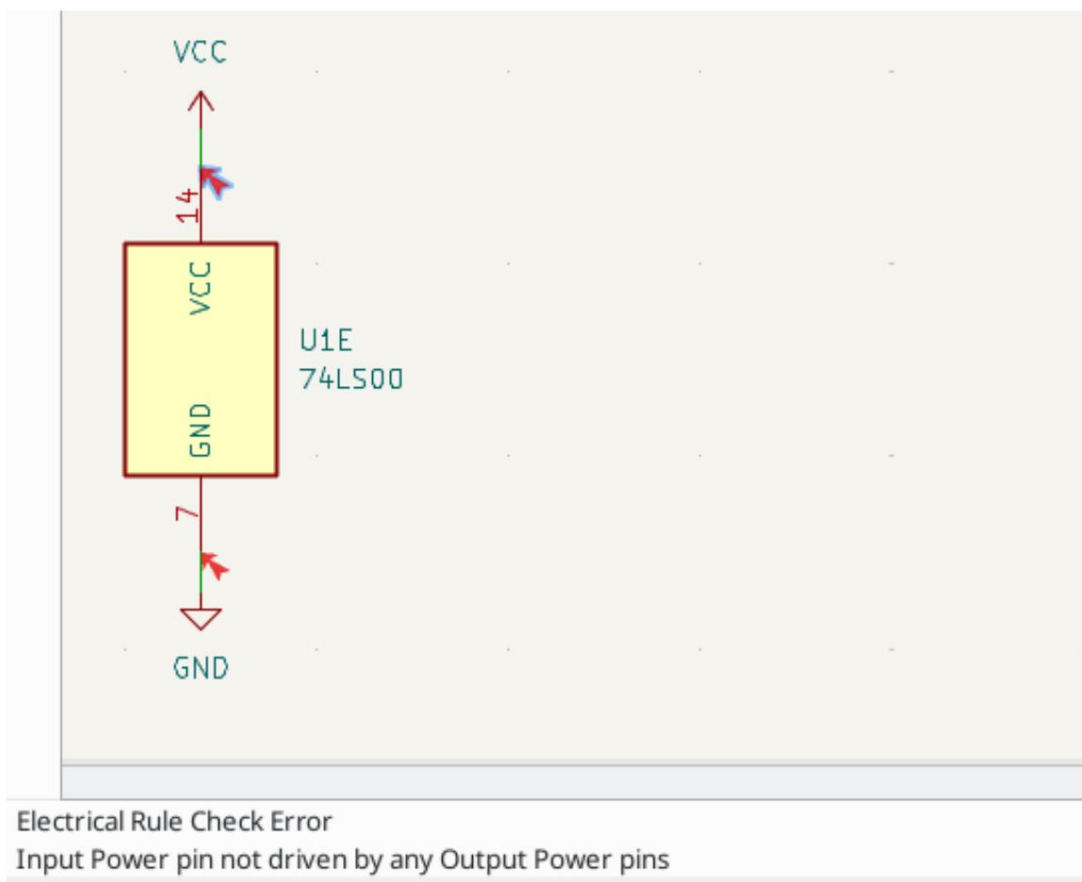 VCC
14
VCC
U1E
74LS00
GND
7
GND
Electrical Rule Check Error
Input Power pin not driven by any Output Power pins